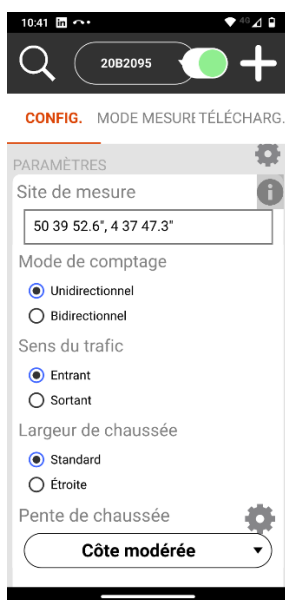 10:41 in 4G
20B2095
CONFIG. MODE MESURE TÉLÉCHARG.
PARAMÈTRES
Site de mesure
50 39 52.6", 4 37 47.3"
Mode de comptage
Unidirectionnel
Bidirectionnel
Sens du trafic
Entrant
Sortant
Largeur de chaussée
Standard
Étroite
Pente de chaussée
Côte modérée